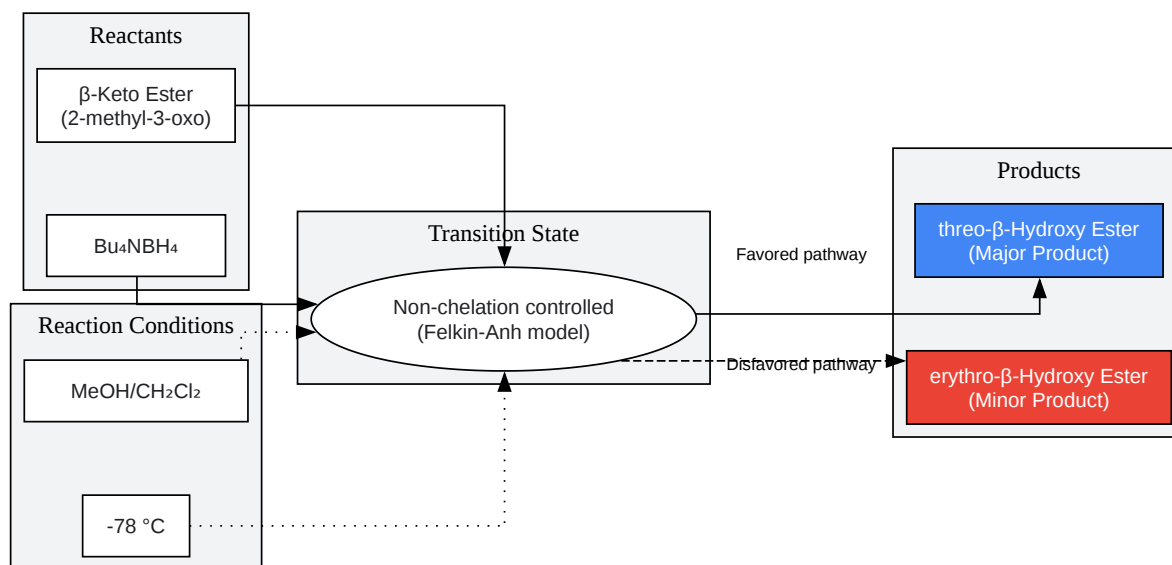 Reactants
β-Keto Ester
(2-methyl-3-oxo)
Bu₄NBH₄
Reaction Conditions
MeOH/CH₂Cl₂
-78 °C
Transition State
Non-chelation controlled
(Felkin-Anh model)
Favored pathway
Disfavored pathway
Products
threo-β-Hydroxy Ester
(Major Product)
erythro-β-Hydroxy Ester
(Minor Product)